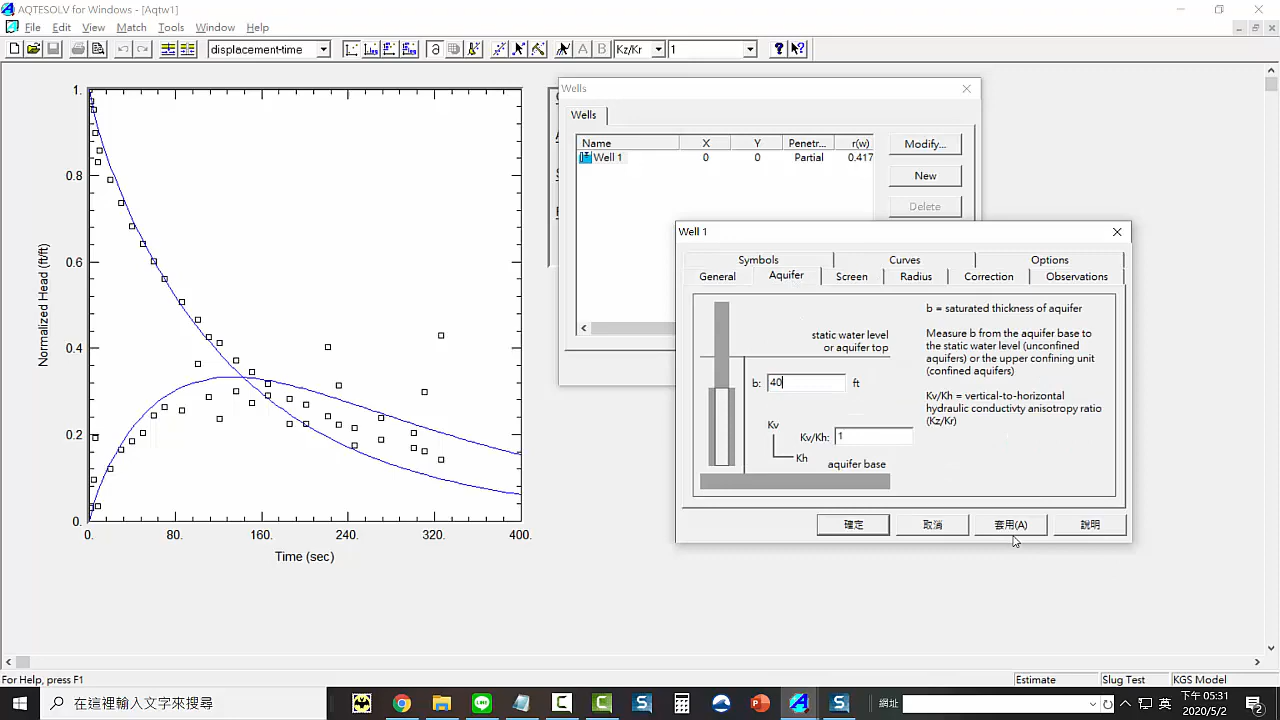 AQTESOLV for Windows - [Aqtw1]
File Edit View Match Tools Window Help
displacement-time
Kz/Kr
1
Wells
Wells
Name X Y Penetr... r(w)
Well 1 0 0 Partial 0.417
Modify...
New
Delete
Well 1
Symbols Curves Options
General Aquifer Screen Radius Correction Observations
static water level
or aquifer top
b: 40 ft
Kv
Kh
Kv/Kh: 1
aquifer base
b = saturated thickness of aquifer
Measure b from the aquifer base to
the static water level (unconfined
aquifers) or the upper confining unit
(confined aquifers)
Kv/Kh = vertical-to-horizontal
hydraulic conductivty anisotropy ratio
(Kz/Kr)
確定 取消 套用(A) 說明
1.
0.8
0.6
0.4
0.2
0.
Normalized Head (ft/ft)
0. 80. 160. 240. 320. 400.
Time (sec)
For Help, press F1
Estimate Slug Test KGS Model
在這裡輸入文字來搜尋
網址
英
下午 05:31
2020/5/2